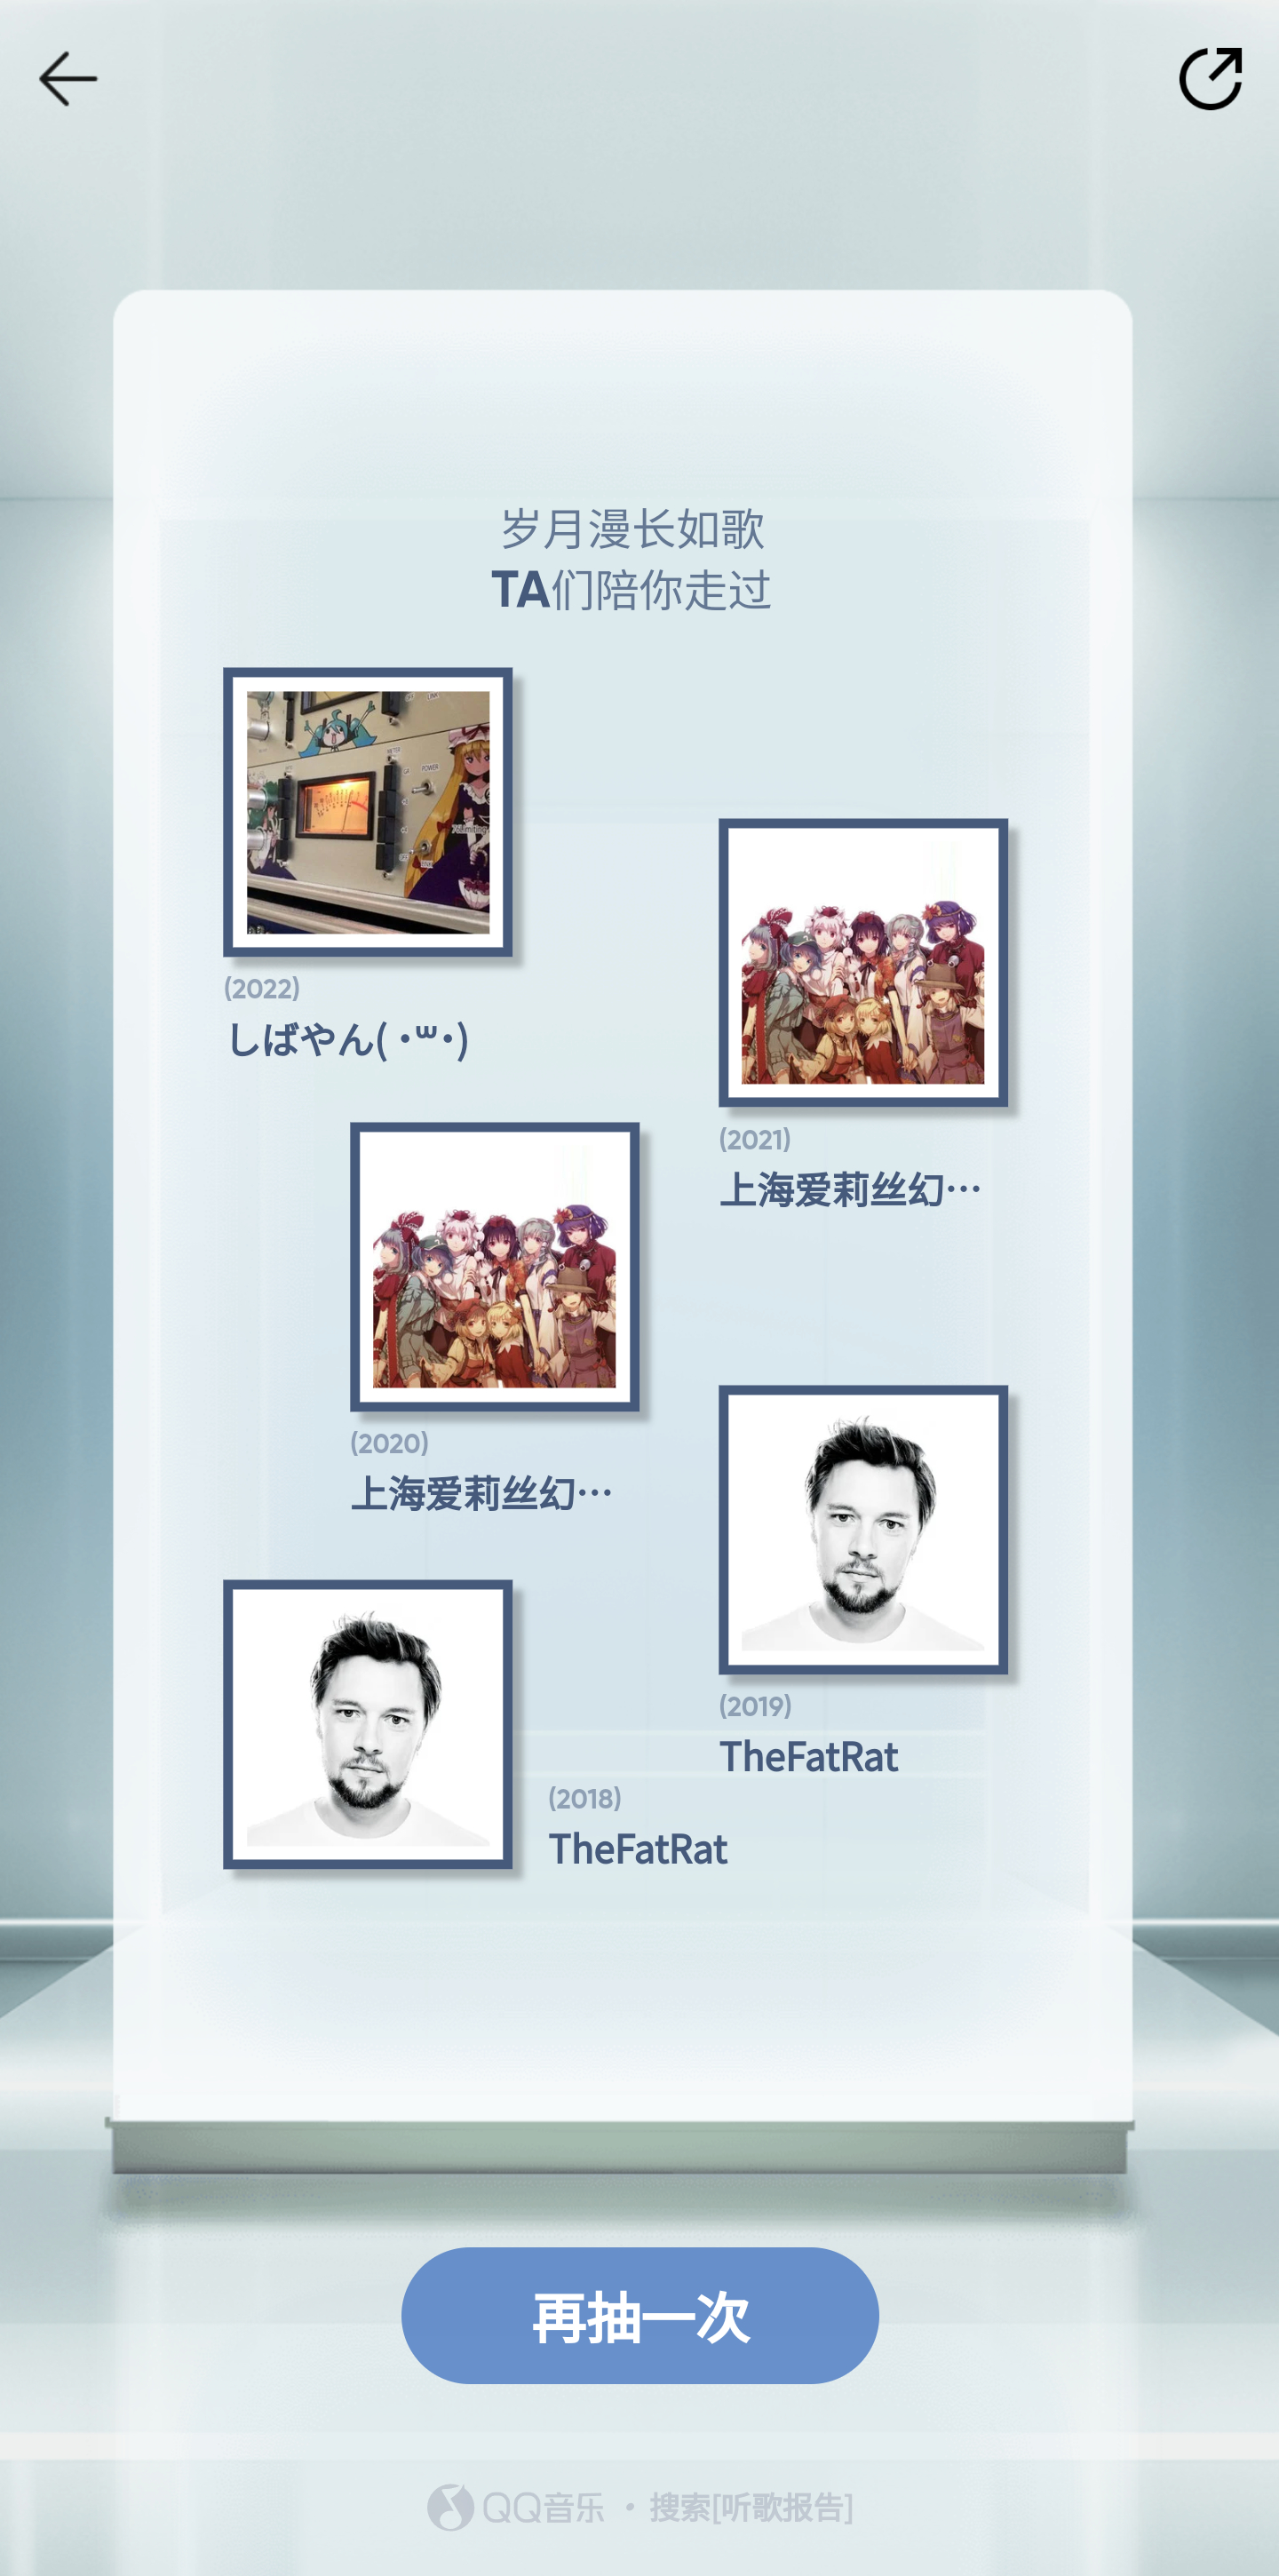 岁月漫长如歌
TA们陪你走过
METER
POWER
(2022)
しばやん( ･ʷ･)
(2021)
上海爱莉丝幻…
(2020)
上海爱莉丝幻…
(2019)
TheFatRat
(2018)
TheFatRat
再抽一次
QQ音乐 · 搜索[听歌报告]